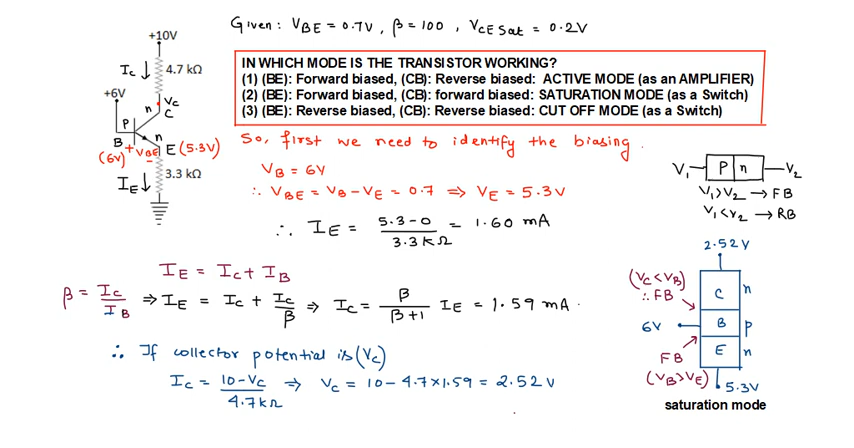 Given: VBE = 0.7V, β = 100, VCE Sat = 0.2V
+10V
IC ↓ 4.7 kΩ
IN WHICH MODE IS THE TRANSISTOR WORKING?
(1) (BE): Forward biased, (CB): Reverse biased: ACTIVE MODE (as an AMPLIFIER)
(2) (BE): Forward biased, (CB): forward biased: SATURATION MODE (as a Switch)
(3) (BE): Reverse biased, (CB): Reverse biased: CUT OFF MODE (as a Switch)
+6V
n VC
C
P
B n
(6V) + VBE - E (5.3V)
IE ↓ 3.3 kΩ
So, first we need to identify the biasing.
VB = 6V
∴ VBE = VB - VE = 0.7 ⇒ VE = 5.3V
∴ IE = (5.3 - 0)/3.3kΩ = 1.60 mA
V1 P n V2
V1>V2 → FB
V1<V2 → RB
IE = IC + IB
β = IC/IB ⇒ IE = IC + IC/β ⇒ IC = β/(β+1) IE = 1.59 mA.
∴ If collector potential is (VC)
IC = (10-VC)/4.7kΩ ⇒ VC = 10 - 4.7×1.59 = 2.52V
2.52V
(VC<VB)
∴ FB
C n
6V B p
E n
FB
(VB>VE)
5.3V
saturation mode